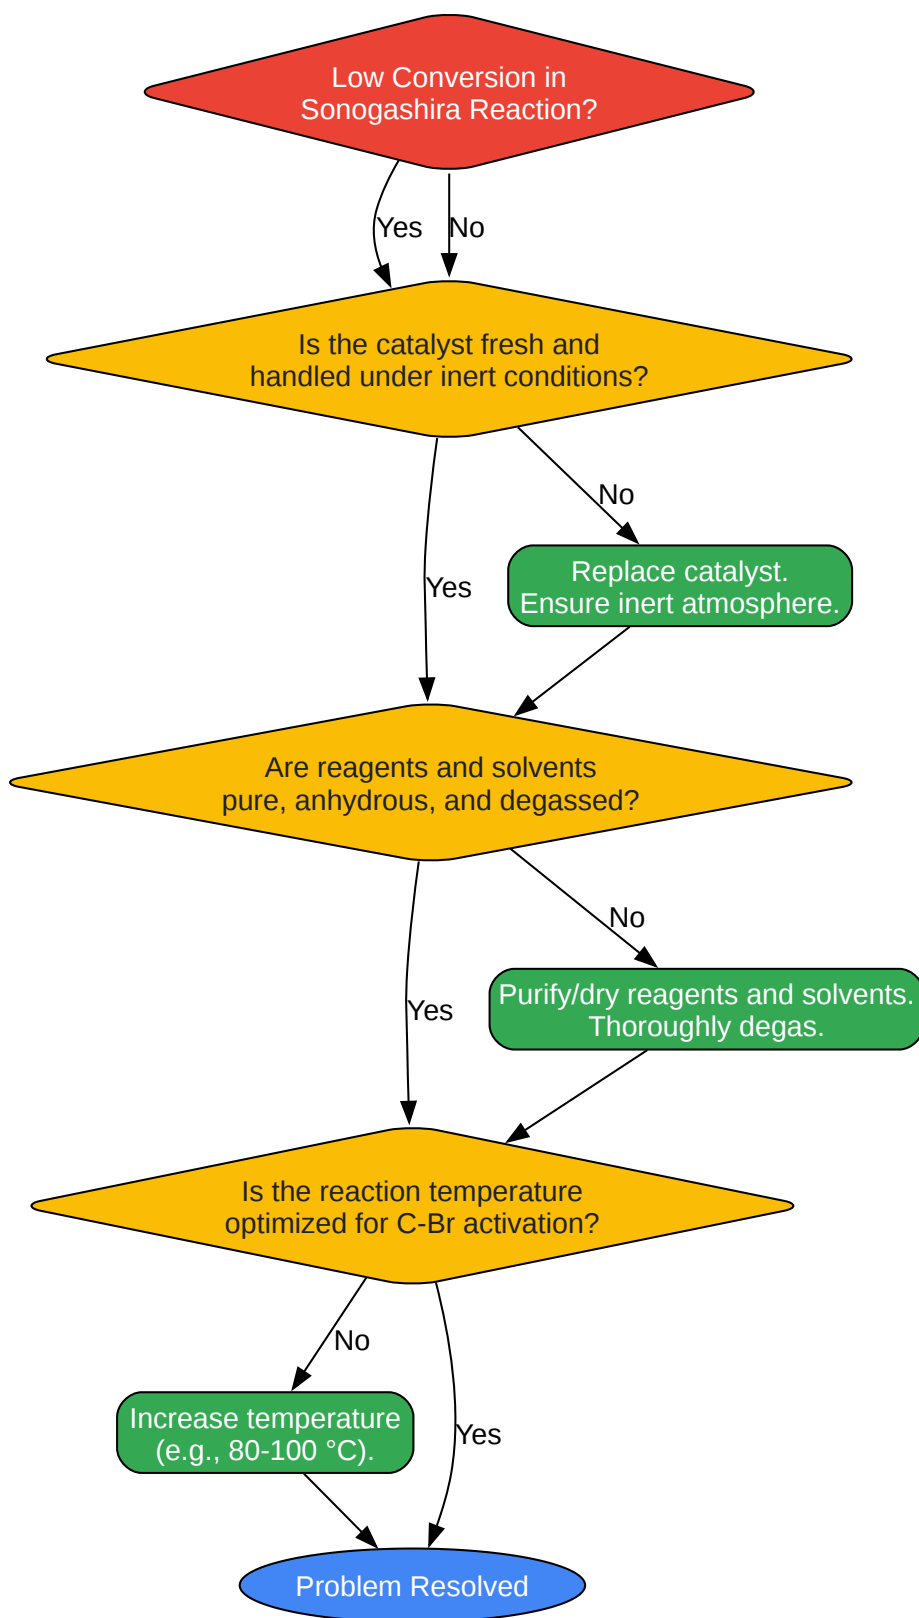 Low Conversion in
Sonogashira Reaction?
Yes
No
Is the catalyst fresh and
handled under inert conditions?
No
Yes
Replace catalyst.
Ensure inert atmosphere.
Are reagents and solvents
pure, anhydrous, and degassed?
No
Yes
Purify/dry reagents and solvents.
Thoroughly degas.
Is the reaction temperature
optimized for C-Br activation?
No
Yes
Increase temperature
(e.g., 80-100 °C).
Problem Resolved